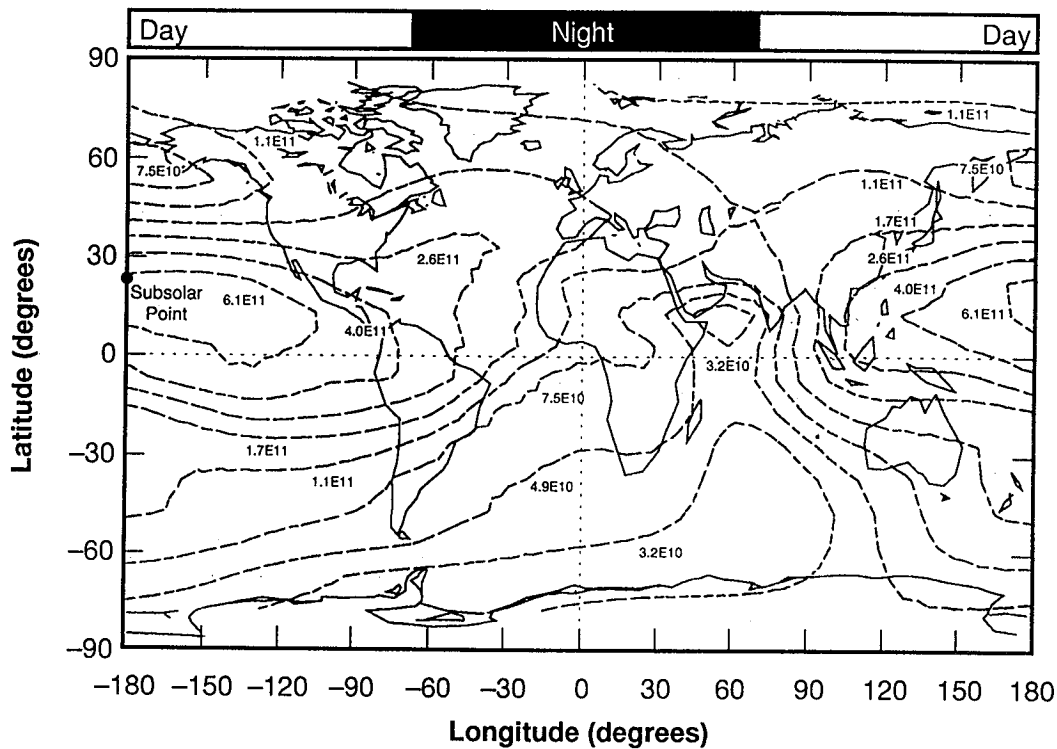 Day Night Day
90
60
30
0
–30
–60
–90
Latitude (degrees)
1.1E11 1.1E11
7.5E10 7.5E10
1.1E11
1.7E11
2.6E11 2.6E11
Subsolar
Point
6.1E11 4.0E11
6.1E11
4.0E11
3.2E10
7.5E10
1.7E11
1.1E11 4.9E10
3.2E10
–180 –150 –120 –90 –60 –30 0 30 60 90 120 150 180
Longitude (degrees)